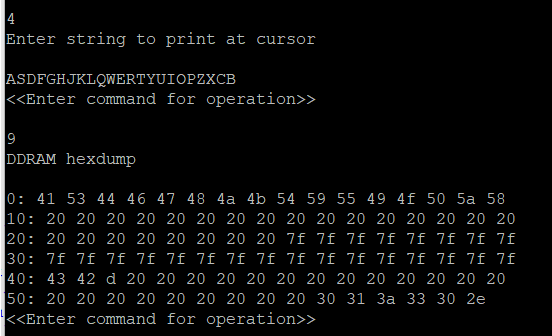 4
Enter string to print at cursor
ASDFGHJKLQWERTYUIOPZXCB
<<Enter command for operation>>
9
DDRAM hexdump
0: 41 53 44 46 47 48 4a 4b 54 59 55 49 4f 50 5a 58
10: 20 20 20 20 20 20 20 20 20 20 20 20 20 20 20 20
20: 20 20 20 20 20 20 20 20 7f 7f 7f 7f 7f 7f 7f 7f
30: 7f 7f 7f 7f 7f 7f 7f 7f 7f 7f 7f 7f 7f 7f 7f 7f
40: 43 42 d 20 20 20 20 20 20 20 20 20 20 20 20 20
50: 20 20 20 20 20 20 20 20 20 20 30 31 3a 33 30 2e
<<Enter command for operation>>